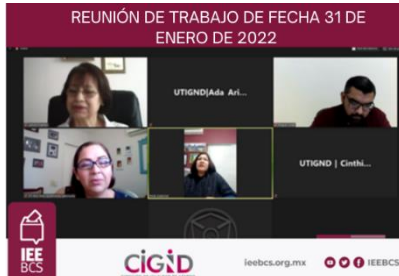 REUNIÓN DE TRABAJO DE FECHA 31 DE
ENERO DE 2022
UTIGND|Ada Ari...
UTIGND | Cinthi...
IEE
BCS
CIGND
ieebcs.org.mx
IEEBCS